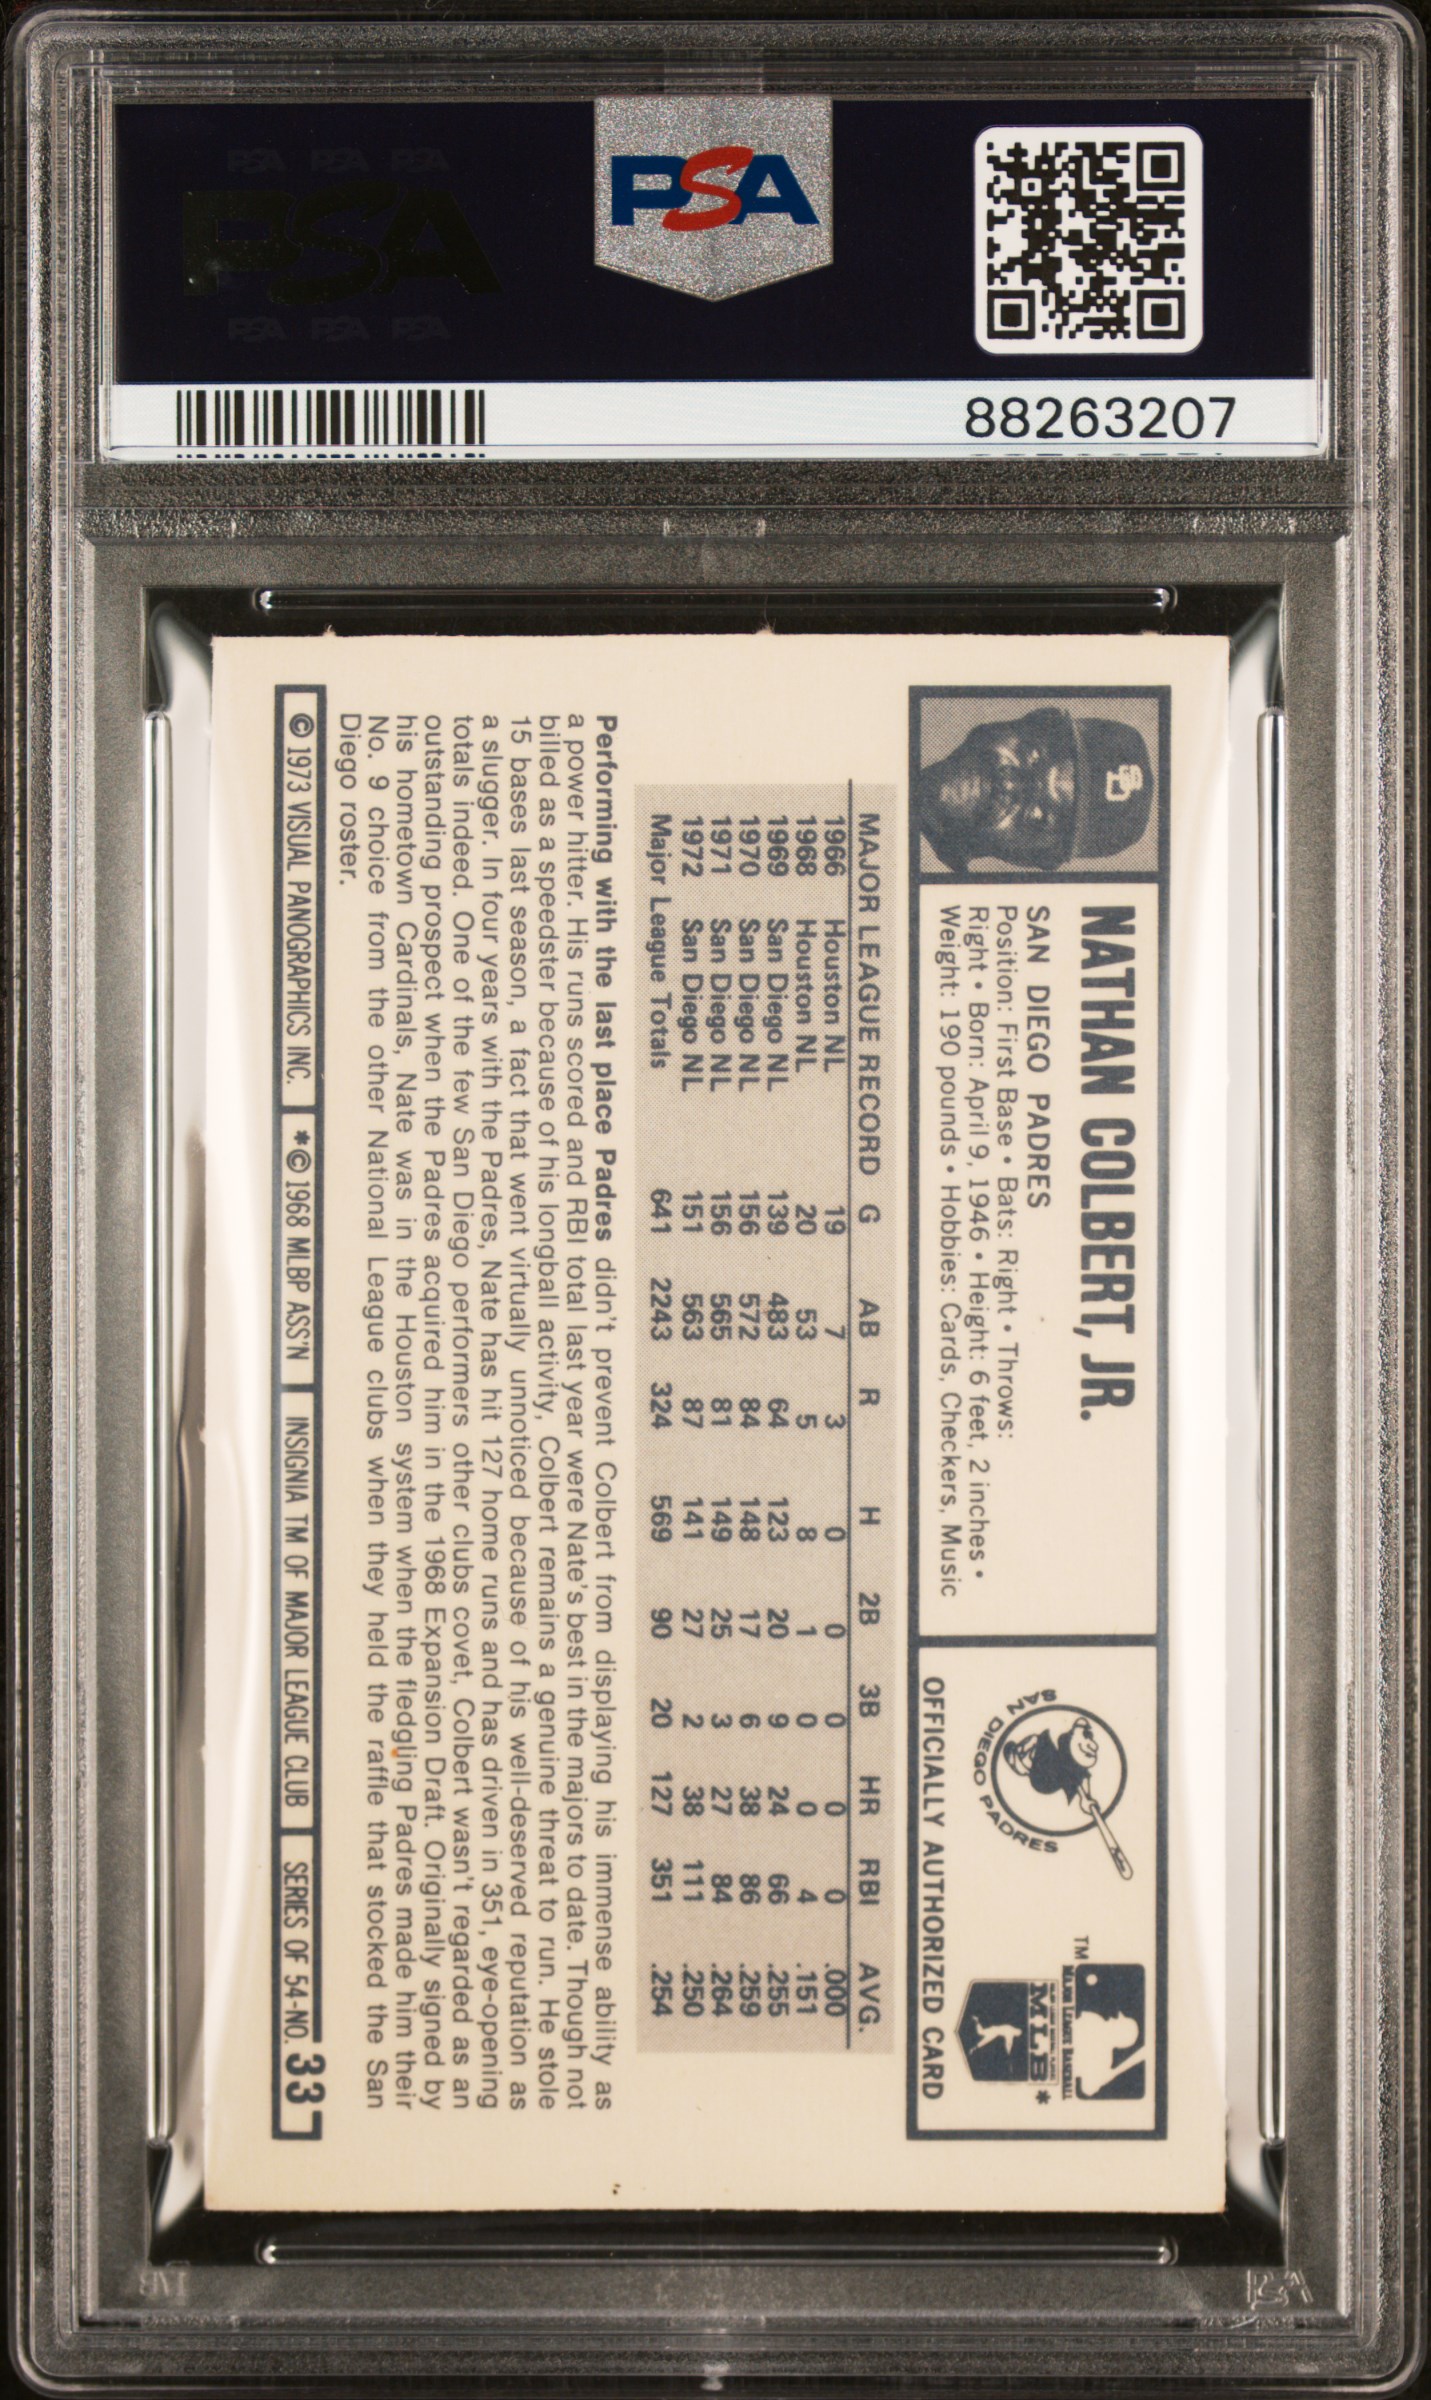 PSA PSA PSA
PSA
PSA PSA PSA
PSA
88263207
NATHAN COLBERT, JR.
SAN DIEGO PADRES
Position: First Base • Bats: Right • Throws:
Right • Born: April 9, 1946 • Height: 6 feet, 2 inches •
Weight: 190 pounds • Hobbies: Cards, Checkers, Music
SAN DIEGO PADRES
TM
MAJOR LEAGUE BASEBALL
MLB*
OFFICIALLY AUTHORIZED CARD
MAJOR LEAGUE RECORD G AB R H 2B 3B HR RBI AVG.
1966 Houston NL 19 7 3 0 0 0 0 0 .000
1968 Houston NL 20 53 5 8 1 0 0 4 .151
1969 San Diego NL 139 483 64 123 20 9 24 66 .255
1970 San Diego NL 156 572 84 148 17 6 38 86 .259
1971 San Diego NL 156 565 81 149 25 3 27 84 .264
1972 San Diego NL 151 563 87 141 27 2 38 111 .250
Major League Totals 641 2243 324 569 90 20 127 351 .254
Performing with the last place Padres didn't prevent Colbert from displaying his immense ability as
a power hitter. His runs scored and RBI total last year were Nate's best in the majors to date. Though not
billed as a speedster because of his longball activity, Colbert remains a genuine threat to run. He stole
15 bases last season, a fact that went virtually unnoticed because of his well-deserved reputation as
a slugger. In four years with the Padres, Nate has hit 127 home runs and has driven in 351, eye-opening
totals indeed. One of the few San Diego performers other clubs covet, Colbert wasn't regarded as an
outstanding prospect when the Padres acquired him in the 1968 Expansion Draft. Originally signed by
his hometown Cardinals, Nate was in the Houston system when the fledgling Padres made him their
No. 9 choice from the other National League clubs when they held the raffle that stocked the San
Diego roster.
© 1973 VISUAL PANOGRAPHICS INC. *© 1968 MLBP ASS'N INSIGNIA TM OF MAJOR LEAGUE CLUB SERIES OF 54-NO. 33
PSA